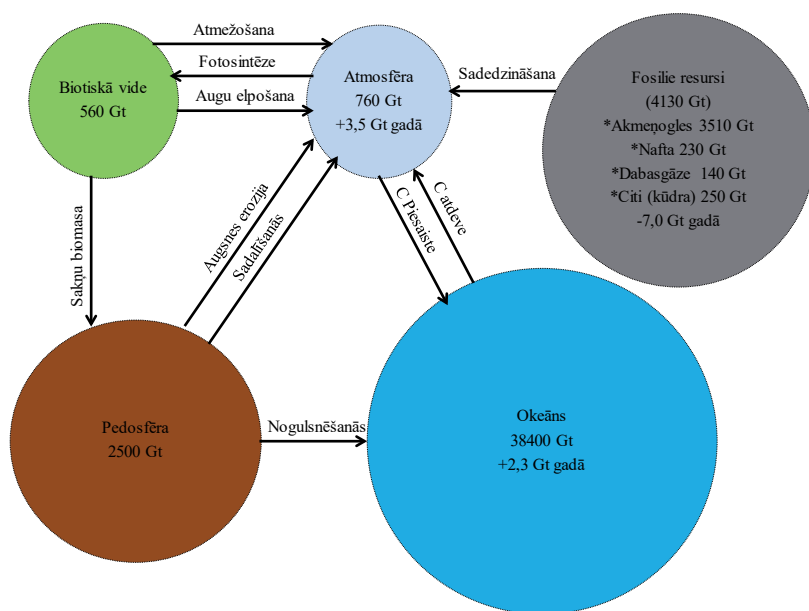 Atmežošana
Fotosintēze
Augu elpošana
Biotiskā vide
560 Gt
Atmosfēra
760 Gt
+3,5 Gt gadā
Sadedzināšana
Fosilie resursi
(4130 Gt)
*Akmeņogles 3510 Gt
*Nafta 230 Gt
*Dabasgāze 140 Gt
*Citi (kūdra) 250 Gt
-7,0 Gt gadā
Sakņu biomasa
Augsnes erozija
Sadalīšanās
C Piesaiste
C atdeve
Pedosfēra
2500 Gt
Nogulsnēšanās
Okeāns
38400 Gt
+2,3 Gt gadā